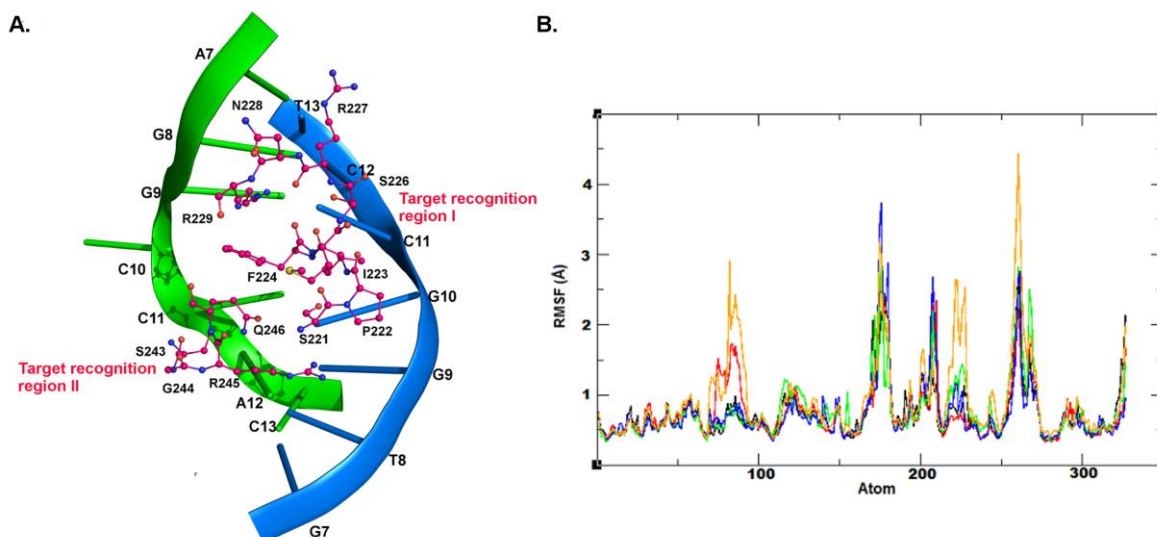 A.
B.
A7
T13
R227
N228
G8
C12
S226
G9
Target recognition
region I
R229
C11
F224
I223
C10
G10
C11
Q246
S221
P222
S243
Target recognition
region II
G244
R245
G9
A12
C13
T8
G7
RMSF (Å)
4
3
2
1
100
200
300
Atom